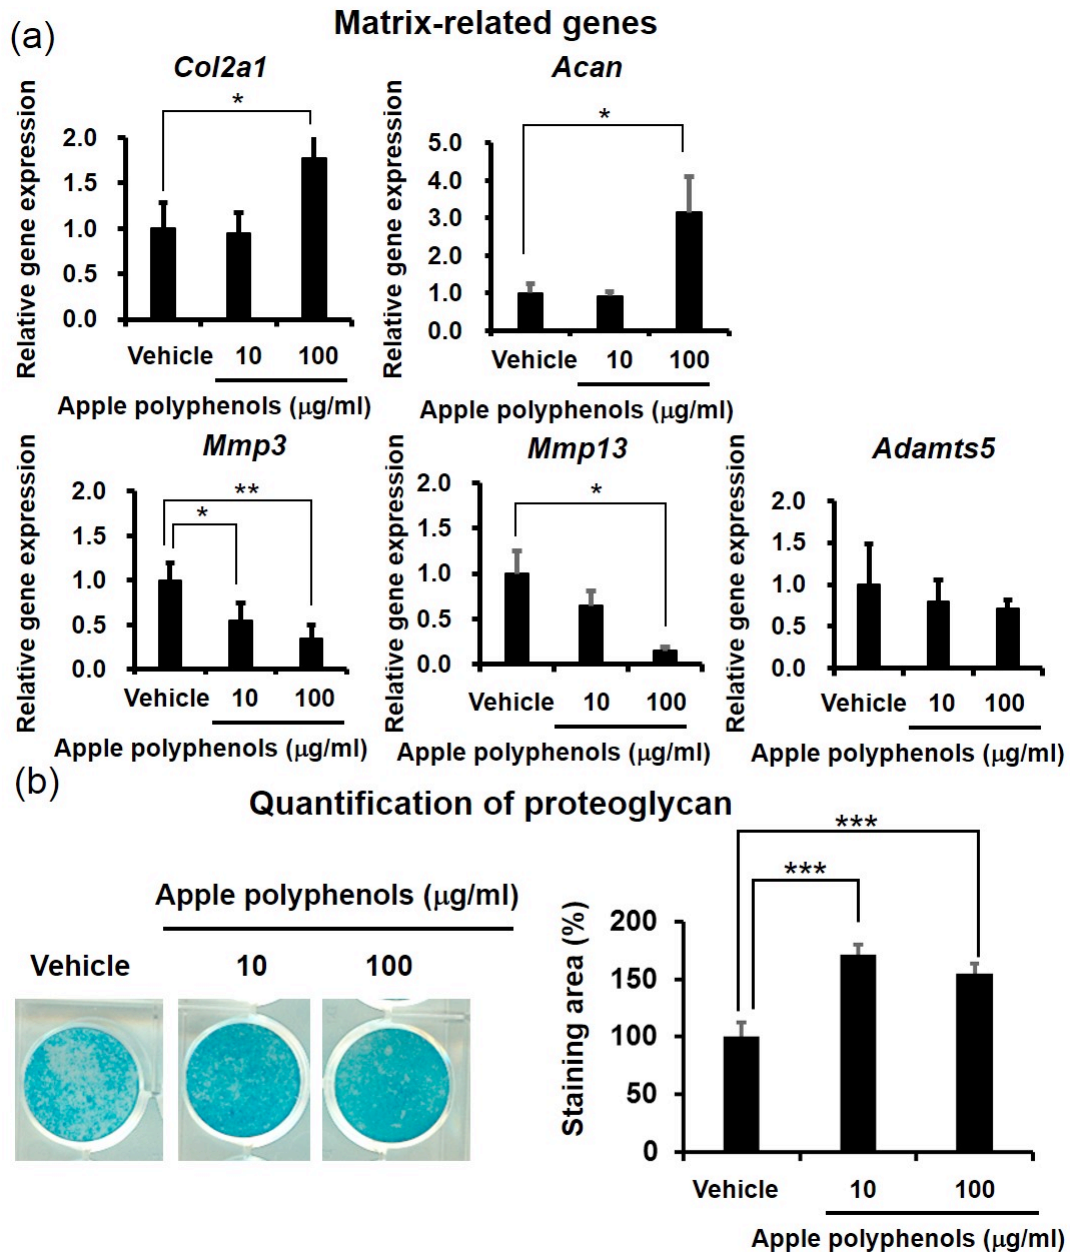 (a)
Matrix-related genes
Col2a1
Relative gene expression
2.0
1.5
1.0
0.5
0.0
*
Vehicle 10 100
Apple polyphenols (μg/ml)
Acan
Relative gene expression
5.0
4.0
3.0
2.0
1.0
0.0
*
Vehicle 10 100
Apple polyphenols (μg/ml)
Mmp3
Relative gene expression
2.0
1.5
1.0
0.5
0.0
**
*
Vehicle 10 100
Apple polyphenols (μg/ml)
Mmp13
Relative gene expression
2.0
1.5
1.0
0.5
0.0
*
Vehicle 10 100
Apple polyphenols (μg/ml)
Adamts5
Relative gene expression
2.0
1.5
1.0
0.5
0.0
Vehicle 10 100
Apple polyphenols (μg/ml)
(b)
Quantification of proteoglycan
Apple polyphenols (μg/ml)
Vehicle 10 100
Staining area (%)
200
150
100
50
0
***
***
Vehicle 10 100
Apple polyphenols (μg/ml)